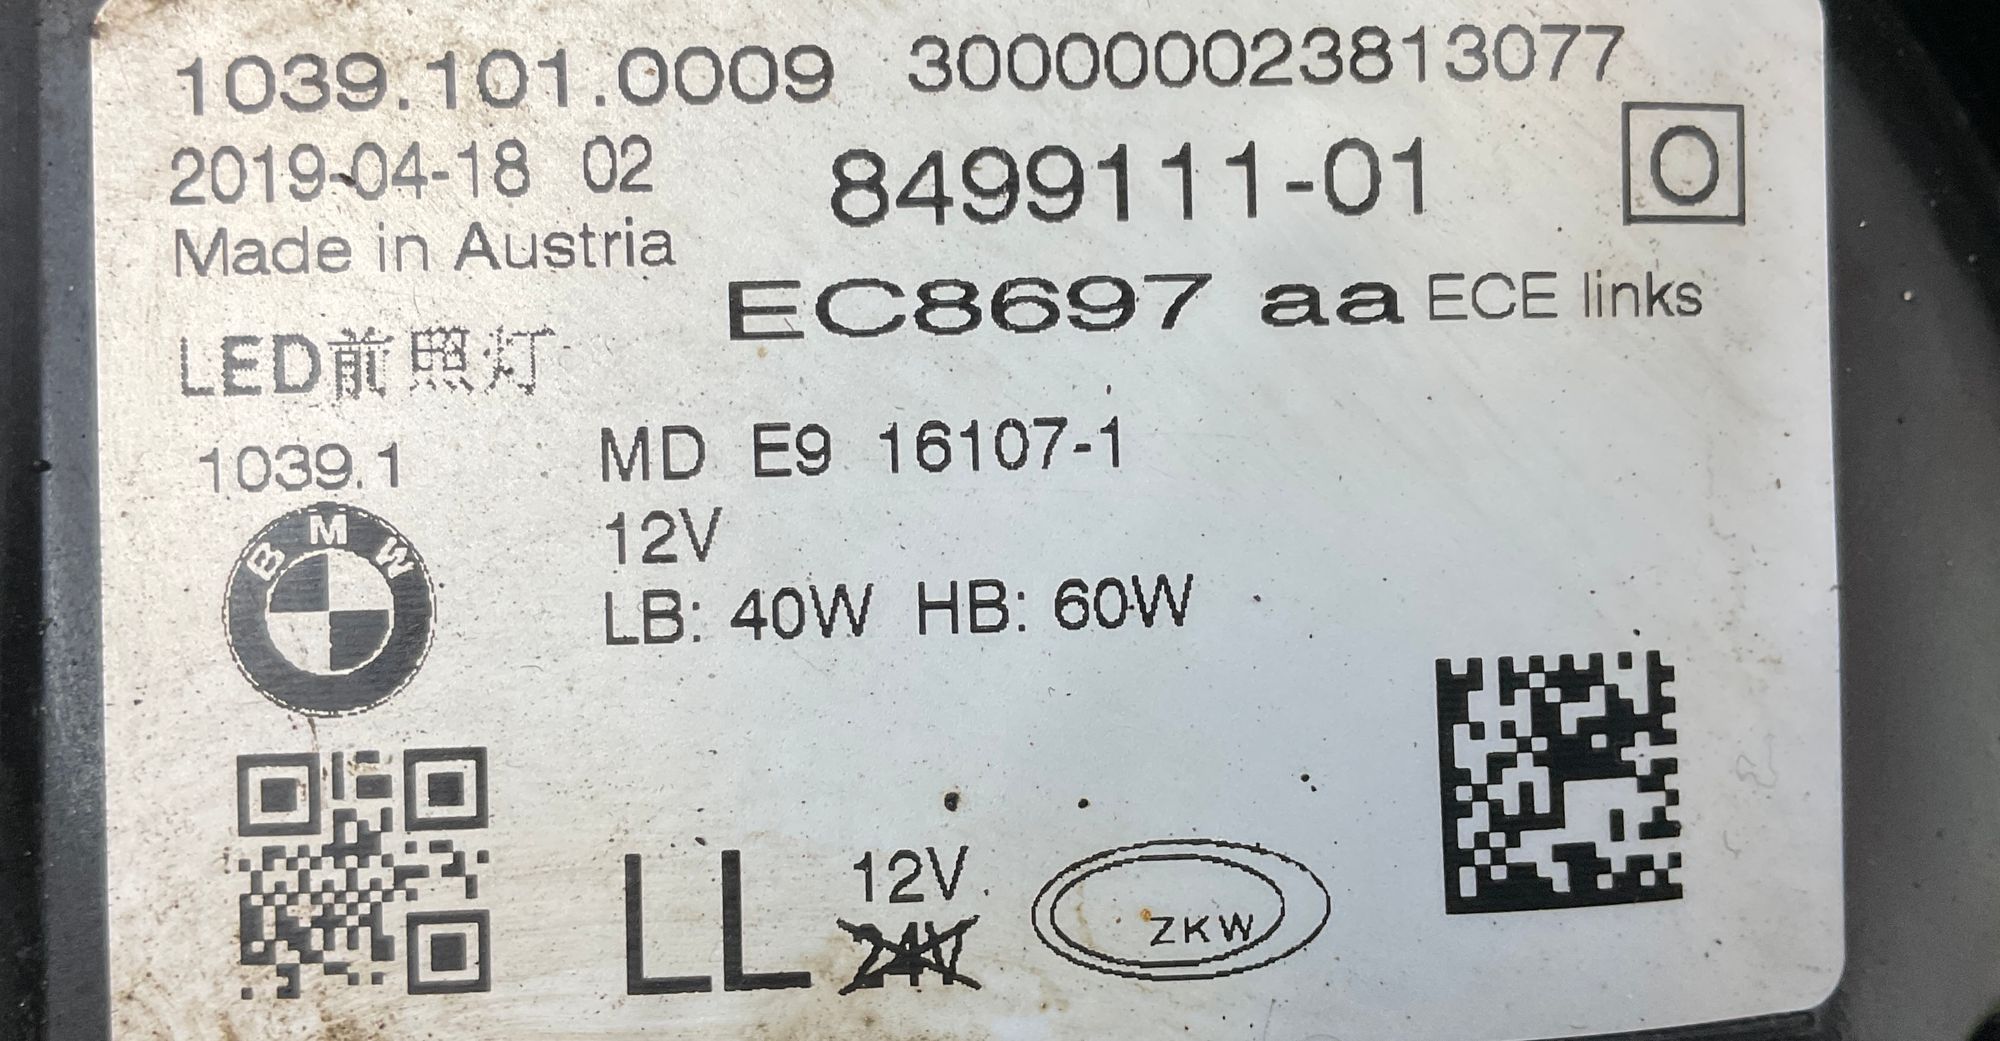 1039.101.0009 300000023813077
2019-04-18 02 8499111-01 O
Made in Austria
EC8697 aa ECE links
LED前照灯
1039.1 MD E9 16107-1
BMW
12V
LB: 40W HB: 60W
LL 12V
24V
ZKW